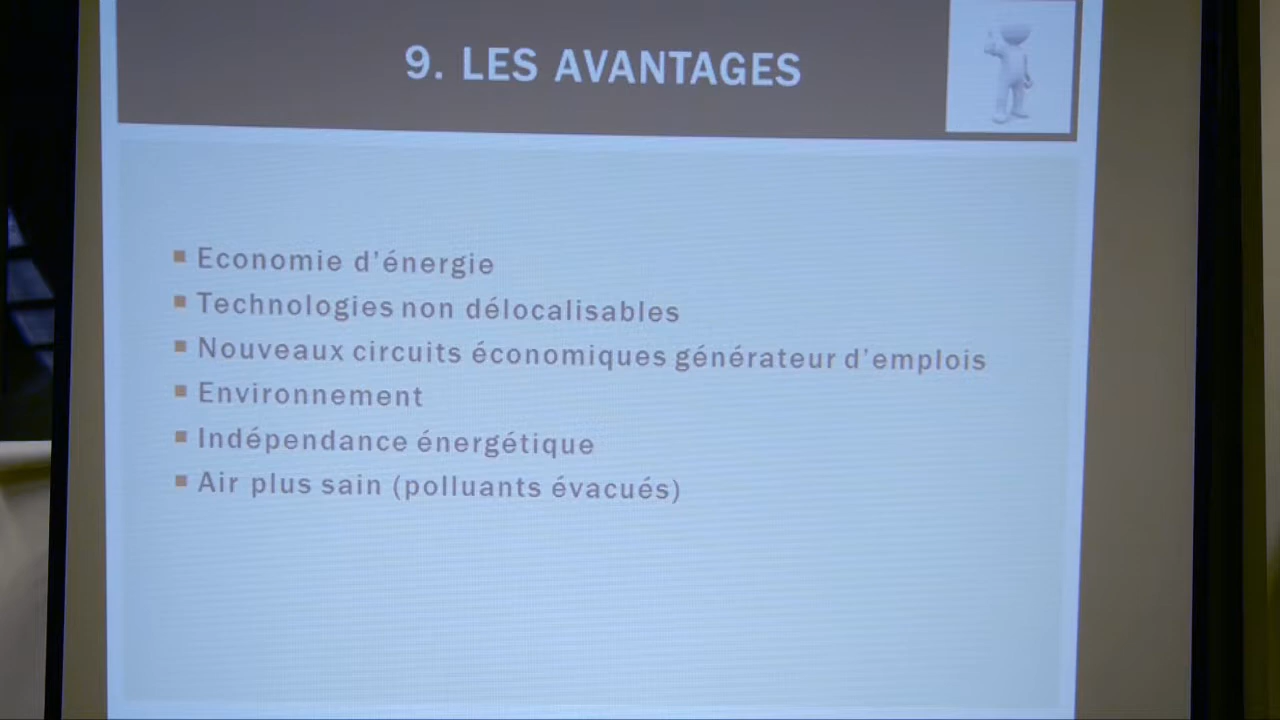 9. LES AVANTAGES
Economie d'énergie
Technologies non délocalisables
Nouveaux circuits économiques générateur d'emplois
Environnement
Indépendance énergétique
Air plus sain (polluants évacués)